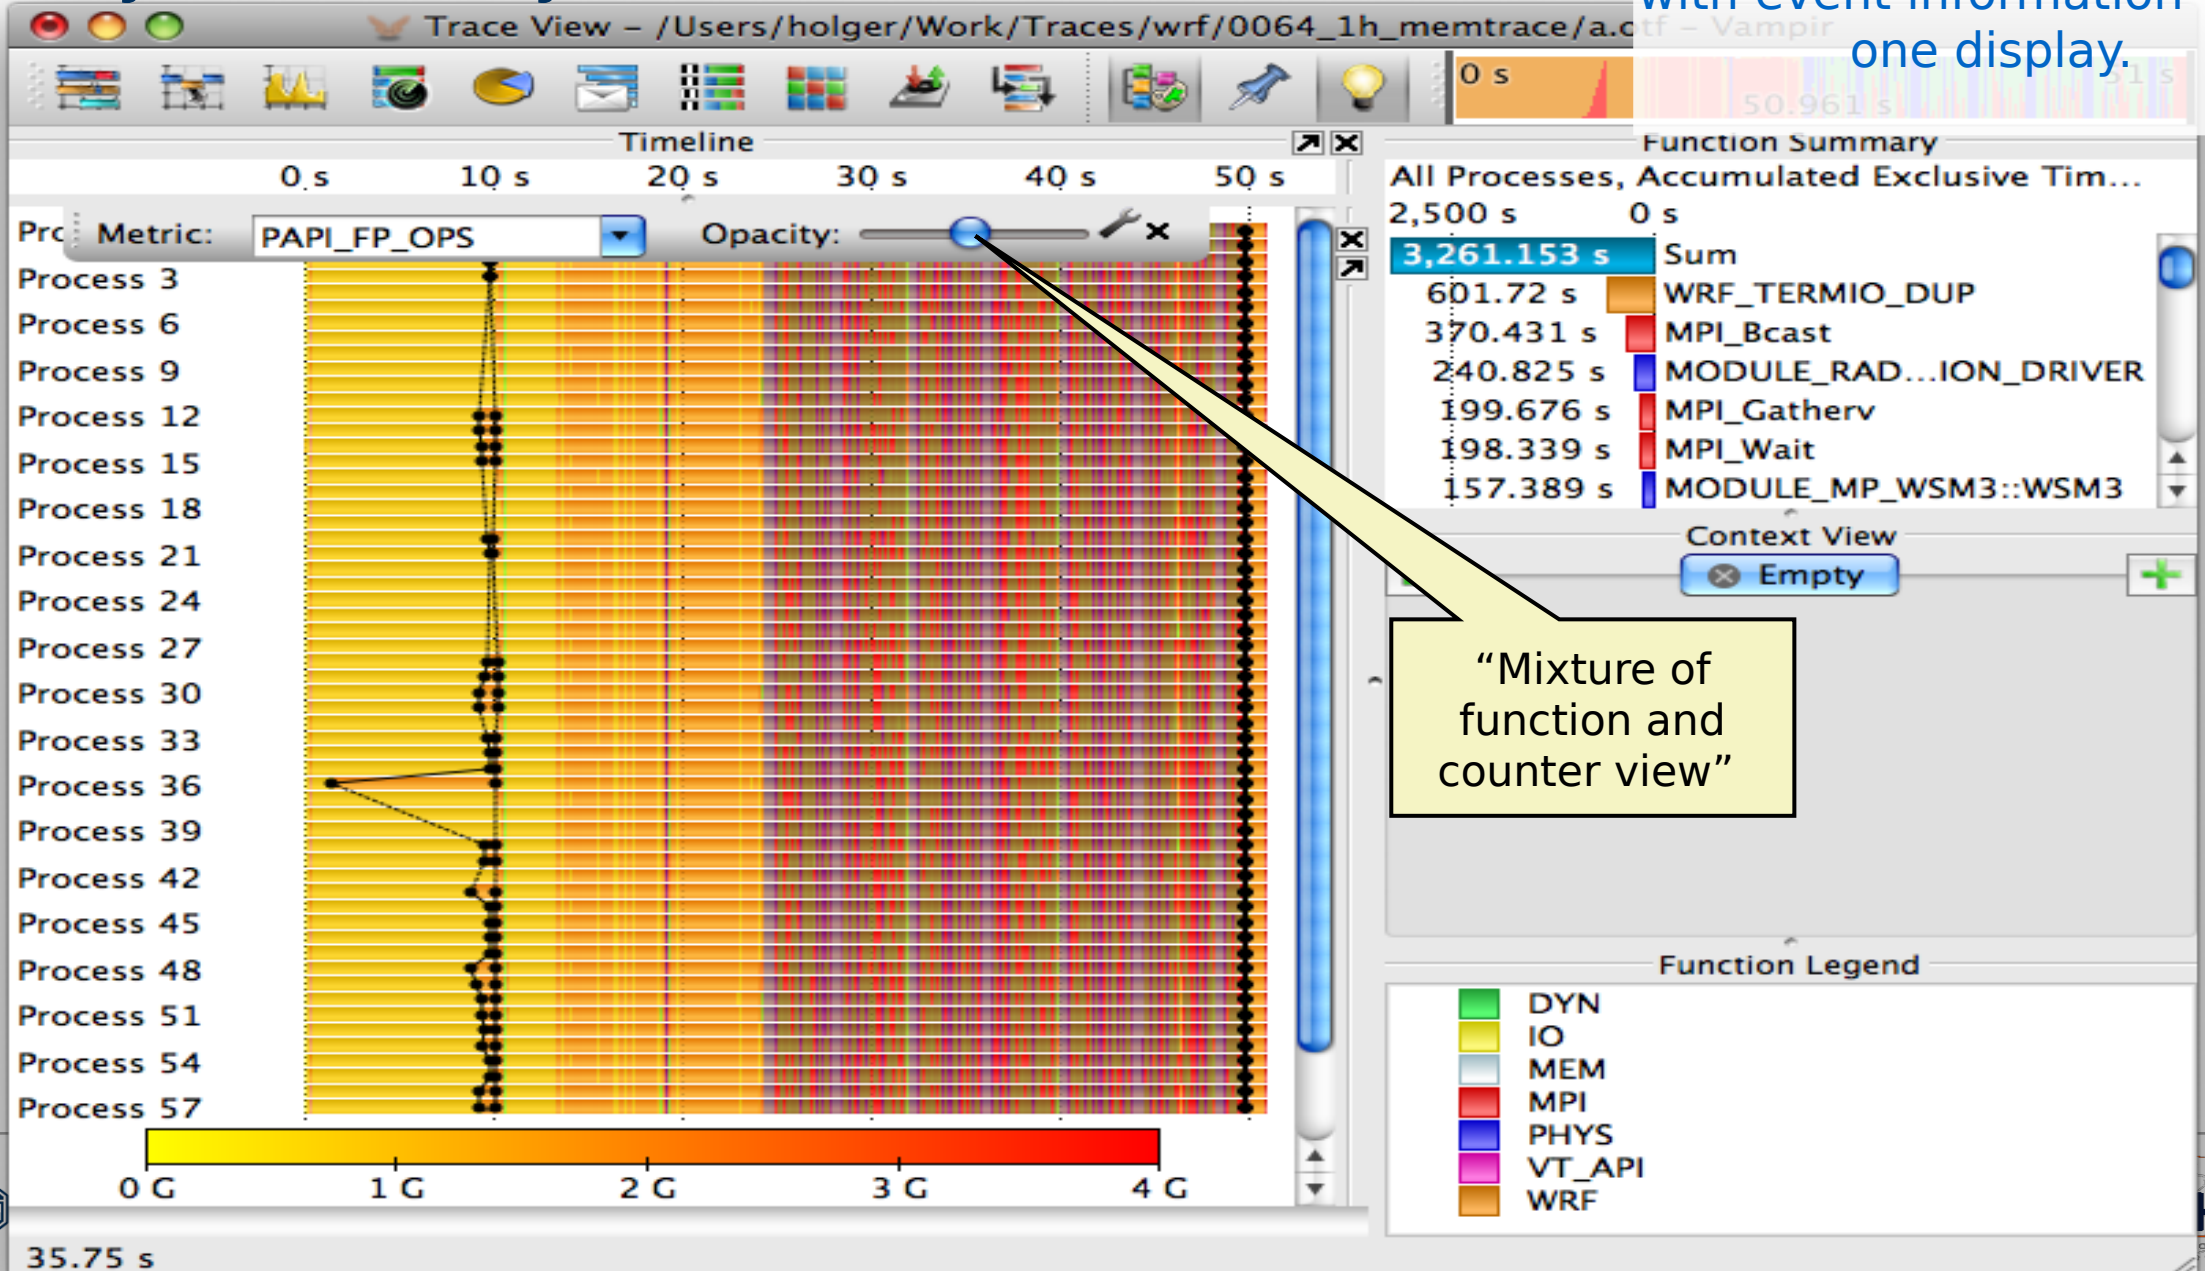 with event information
one display.
Trace View – /Users/holger/Work/Traces/wrf/0064_1h_memtrace/a.otf – Vampir
0 s
51 s
50.961 s
Timeline
0 s 10 s 20 s 30 s 40 s 50 s
Metric: PAPI_FP_OPS Opacity:
Process 3
Process 6
Process 9
Process 12
Process 15
Process 18
Process 21
Process 24
Process 27
Process 30
Process 33
Process 36
Process 39
Process 42
Process 45
Process 48
Process 51
Process 54
Process 57
0 G 1 G 2 G 3 G 4 G
35.75 s
Function Summary
All Processes, Accumulated Exclusive Tim...
2,500 s 0 s
3,261.153 s Sum
601.72 s WRF_TERMIO_DUP
370.431 s MPI_Bcast
240.825 s MODULE_RAD...ION_DRIVER
199.676 s MPI_Gatherv
198.339 s MPI_Wait
157.389 s MODULE_MP_WSM3::WSM3
Context View
Empty
“Mixture of
function and
counter view”
Function Legend
DYN
IO
MEM
MPI
PHYS
VT_API
WRF